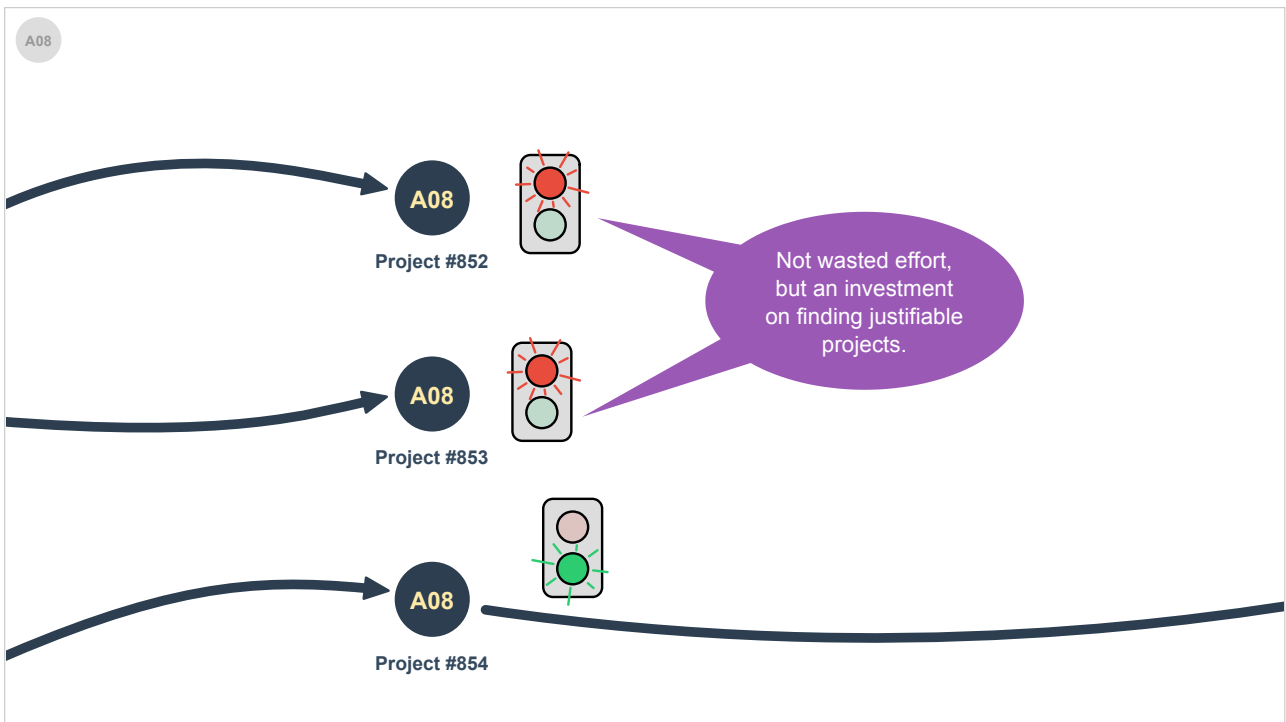 A08
A08
Project #852
Not wasted effort,
but an investment
on finding justifiable
projects.
A08
Project #853
A08
Project #854